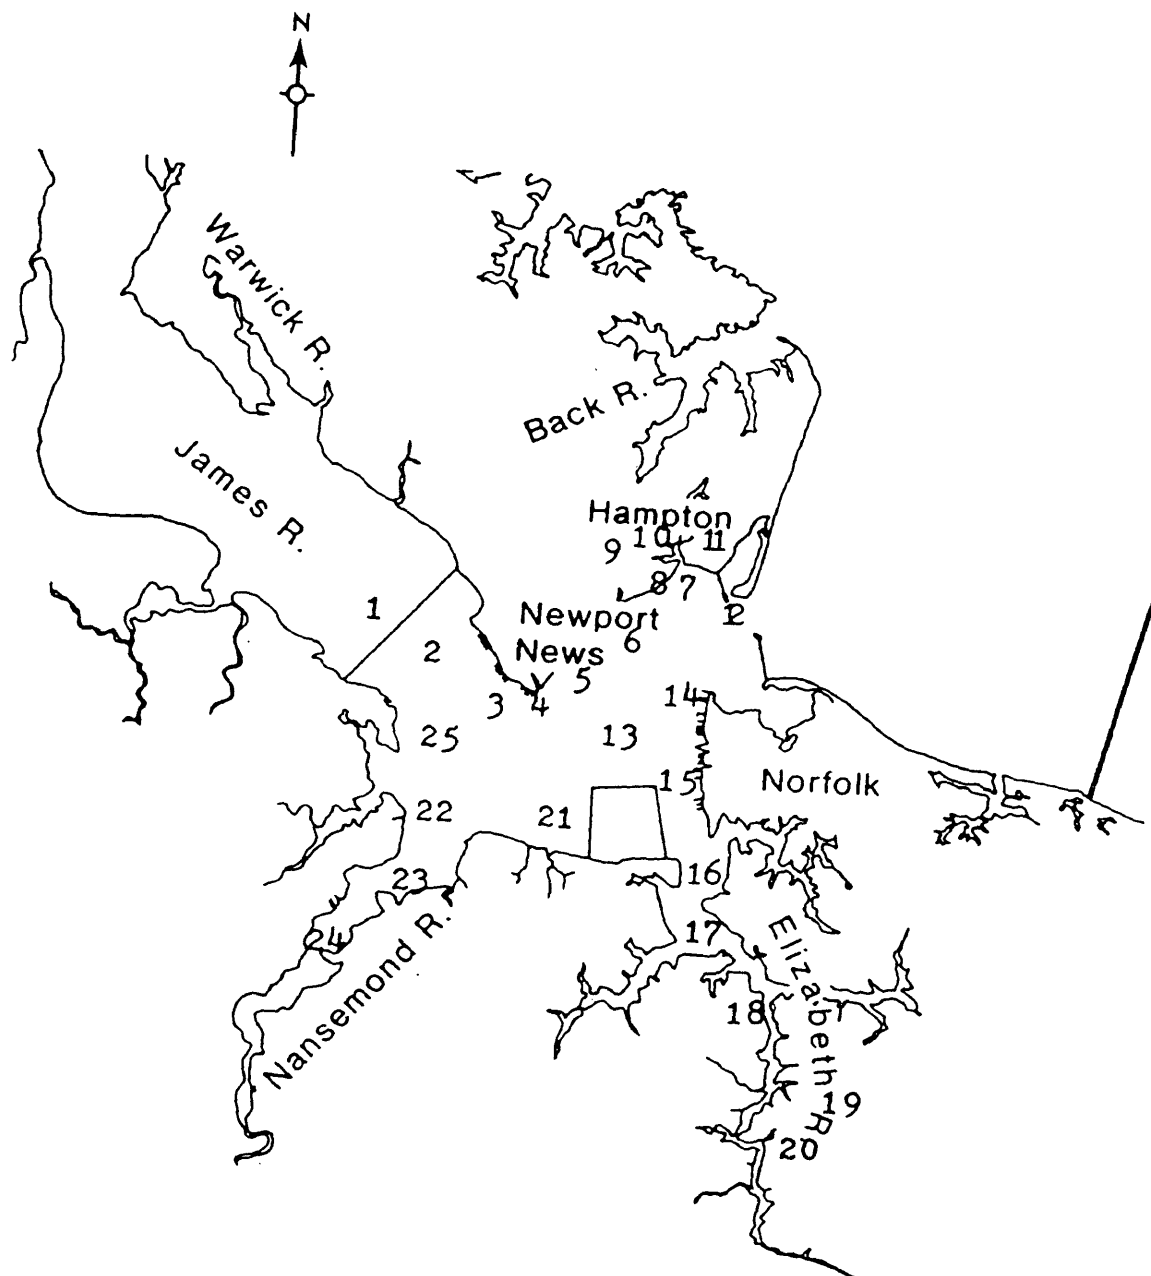 N
Warwick R.
James R.
Back R.
Hampton
10 11
9
8 7
12
Newport
News
6
5
1
2
3 4
14
25
13
15
Norfolk
22
21
23
16
24
17
Nansemond R.
Elizabeth R
18
19
20